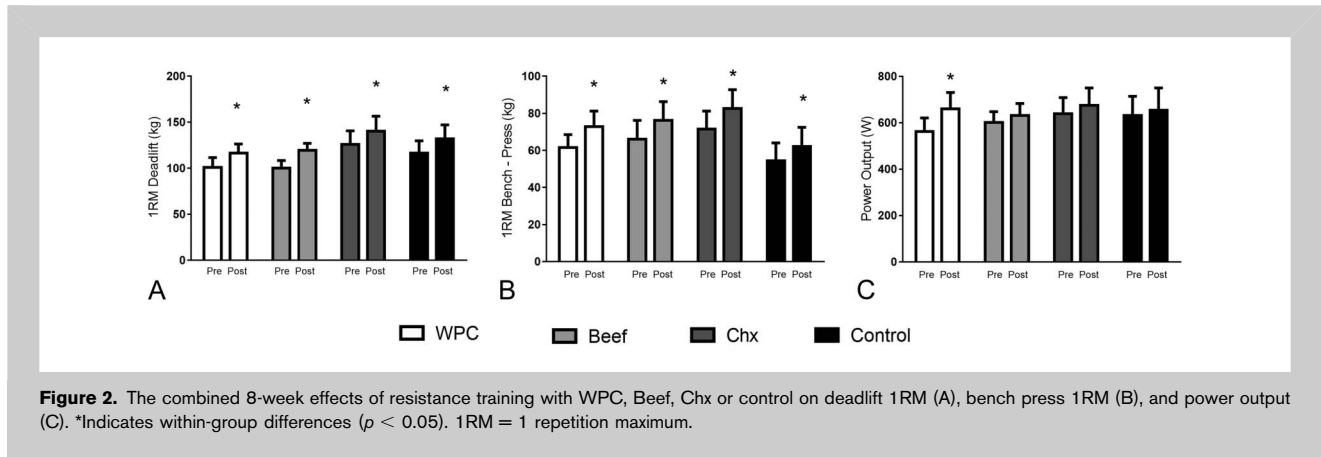 200
150
100
50
0
1RM Deadlift (kg)
* * * *
Pre Post Pre Post Pre Post Pre Post
A
100
80
60
40
20
0
1RM Bench - Press (kg)
* * * *
Pre Post Pre Post Pre Post Pre Post
B
800
600
400
200
0
Power Output (W)
*
Pre Post Pre Post Pre Post Pre Post
C
WPC Beef Chx Control
Figure 2. The combined 8-week effects of resistance training with WPC, Beef, Chx or control on deadlift 1RM (A), bench press 1RM (B), and power output
(C). *Indicates within-group differences (p < 0.05). 1RM = 1 repetition maximum.